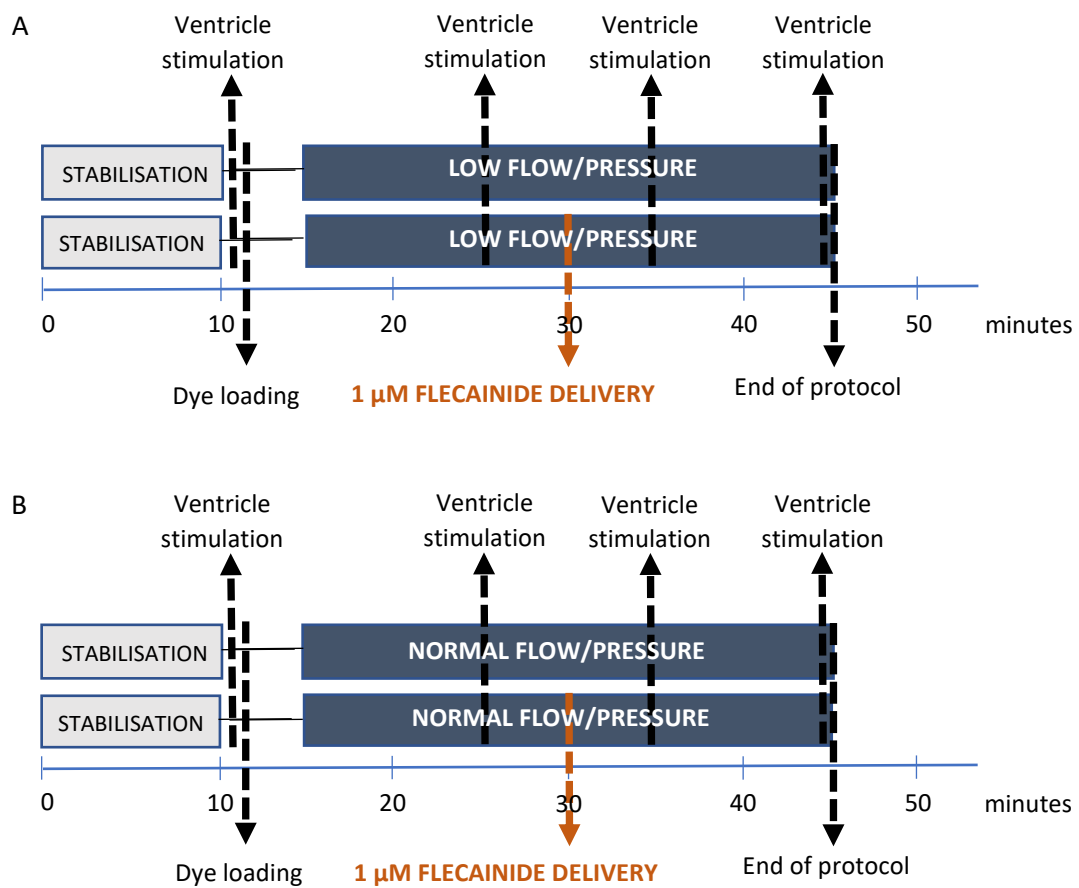 A
Ventricle
stimulation
Ventricle
stimulation
Ventricle
stimulation
Ventricle
stimulation
STABILISATION
LOW FLOW/PRESSURE
STABILISATION
LOW FLOW/PRESSURE
0 10 20 30 40 50 minutes
Dye loading
1 µM FLECAINIDE DELIVERY
End of protocol
B
Ventricle
stimulation
Ventricle
stimulation
Ventricle
stimulation
Ventricle
stimulation
STABILISATION
NORMAL FLOW/PRESSURE
STABILISATION
NORMAL FLOW/PRESSURE
0 10 20 30 40 50 minutes
Dye loading
1 µM FLECAINIDE DELIVERY
End of protocol